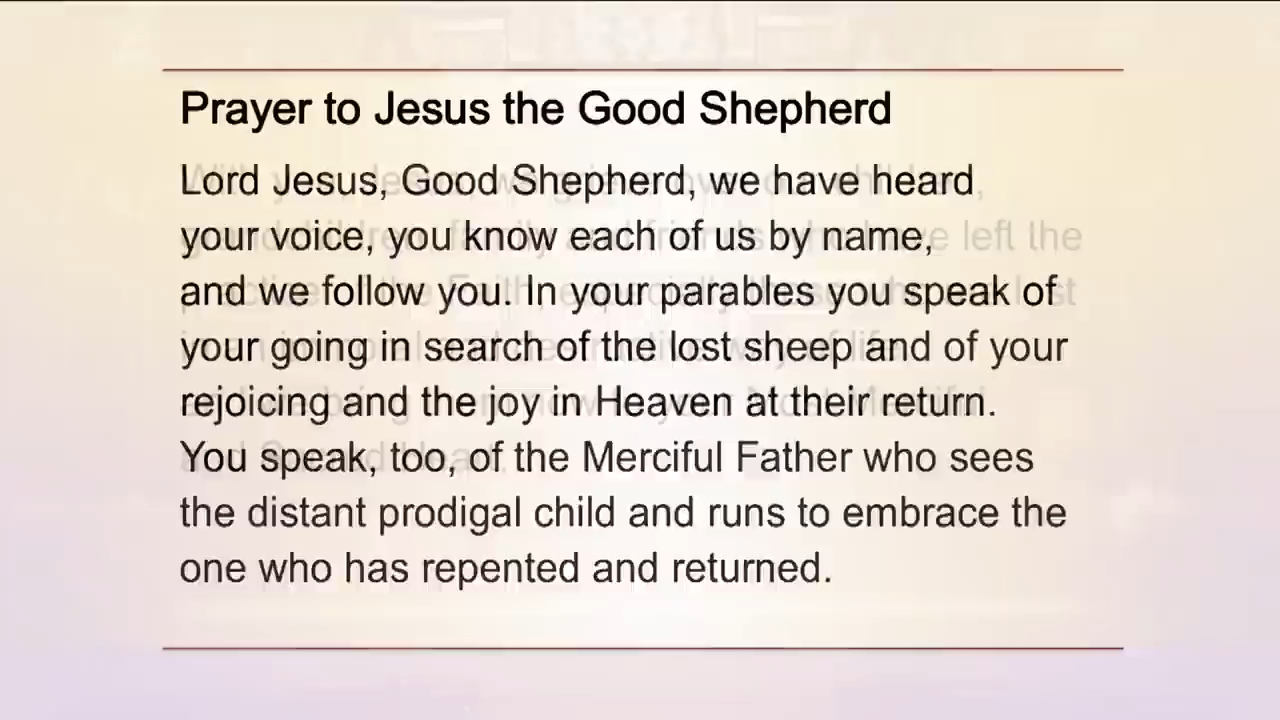 Prayer to Jesus the Good Shepherd
Lord Jesus, Good Shepherd, we have heard
your voice, you know each of us by name,
and we follow you. In your parables you speak of
your going in search of the lost sheep and of your
rejoicing and the joy in Heaven at their return.
You speak, too, of the Merciful Father who sees
the distant prodigal child and runs to embrace the
one who has repented and returned.